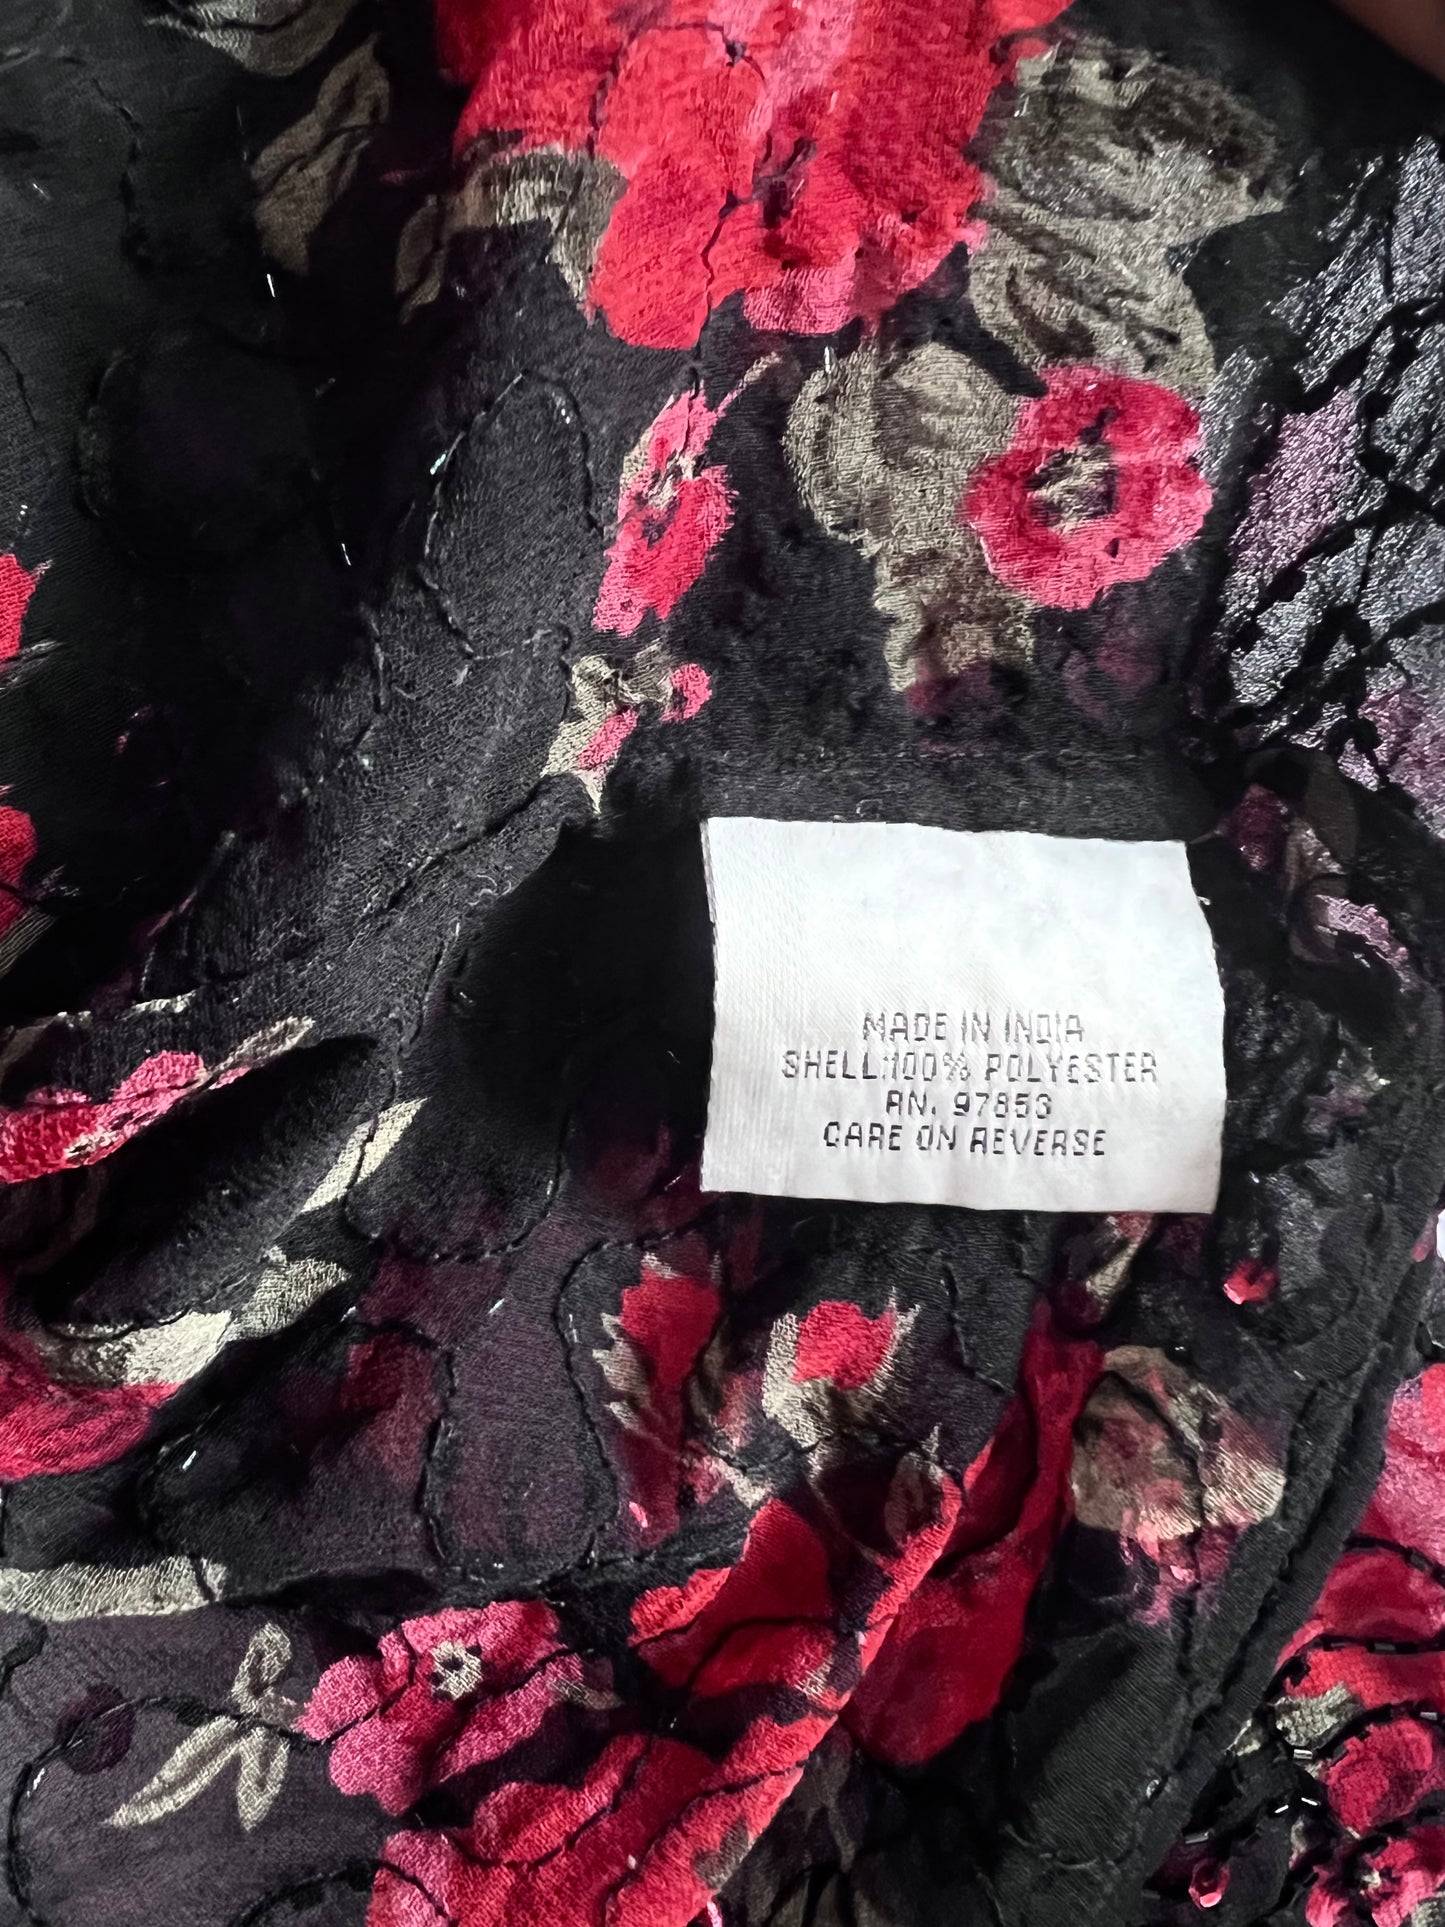 MADE IN INDIA
SHELL:100% POLYESTER
RN. 97853
CARE ON REVERSE